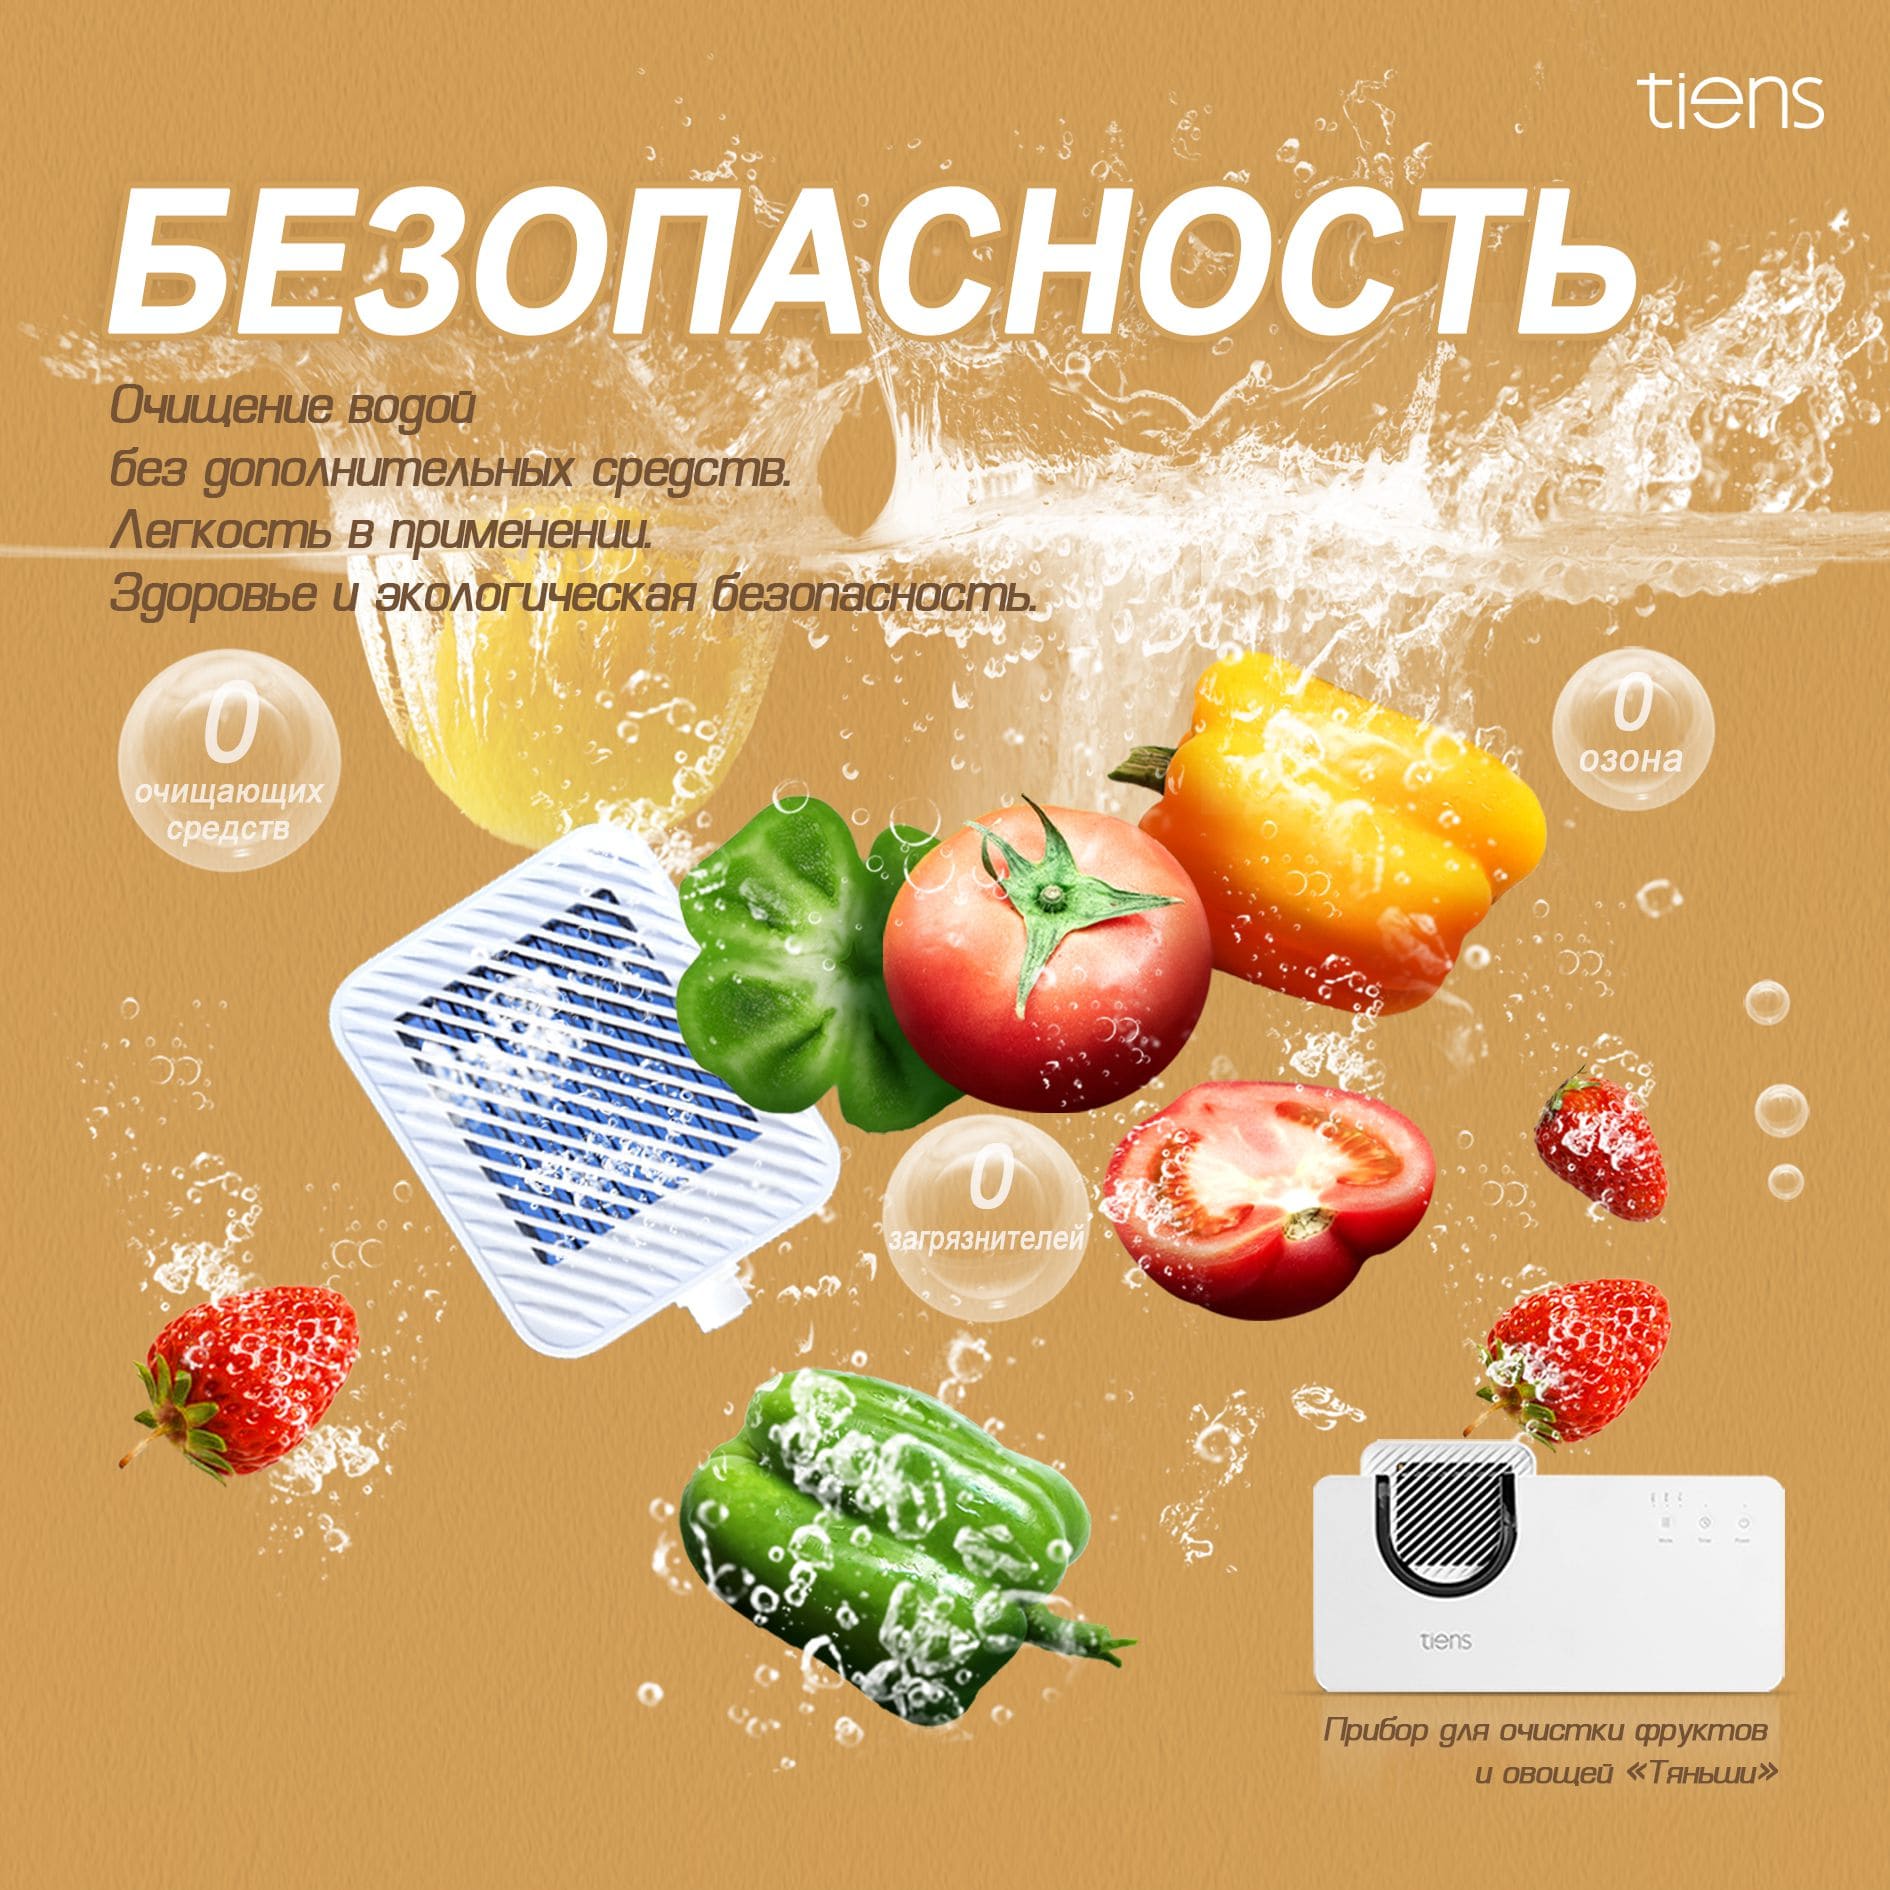 tiens
БЕЗОПАСНОСТЬ
Очищение водой
без дополнительных средств.
Легкость в применении.
Здоровье и экологическая безопасность.
0
очищающих
средств
0
озона
0
загрязнителей
tiens
Прибор для очистки фруктов
и овощей «Тяньши»